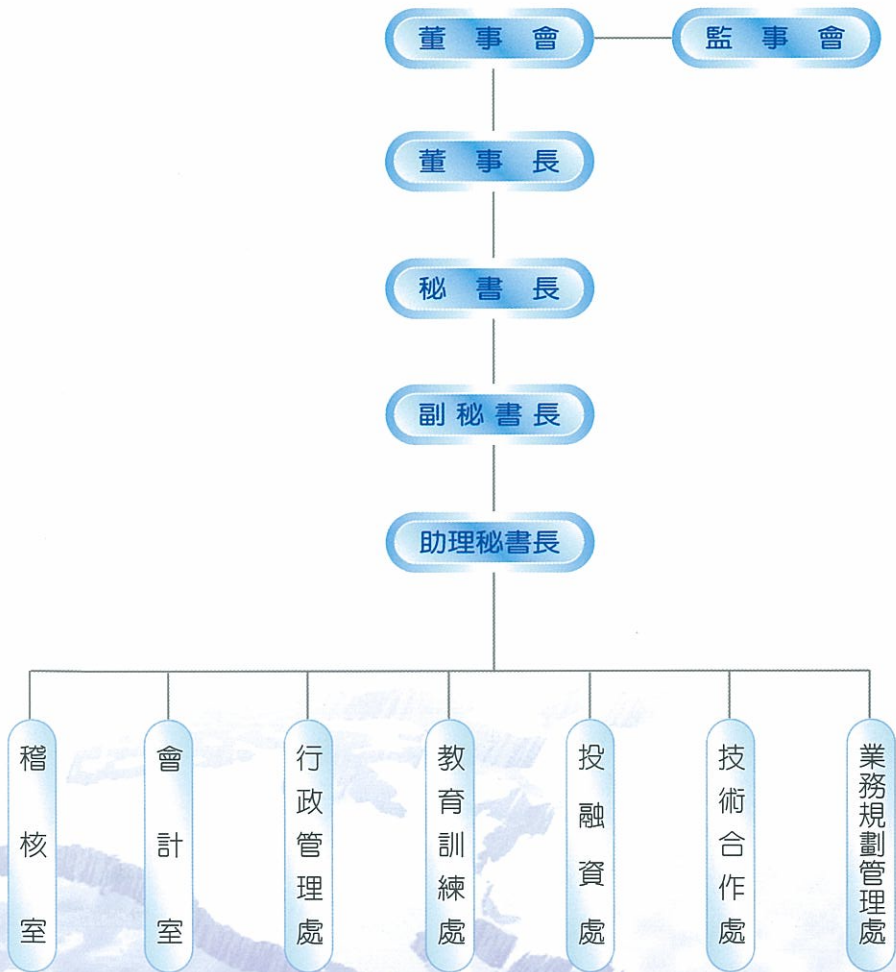 董事會
監事會
董事長
秘書長
副秘書長
助理秘書長
稽核室
會計室
行政管理處
教育訓練處
投融資處
技術合作處
業務規劃管理處